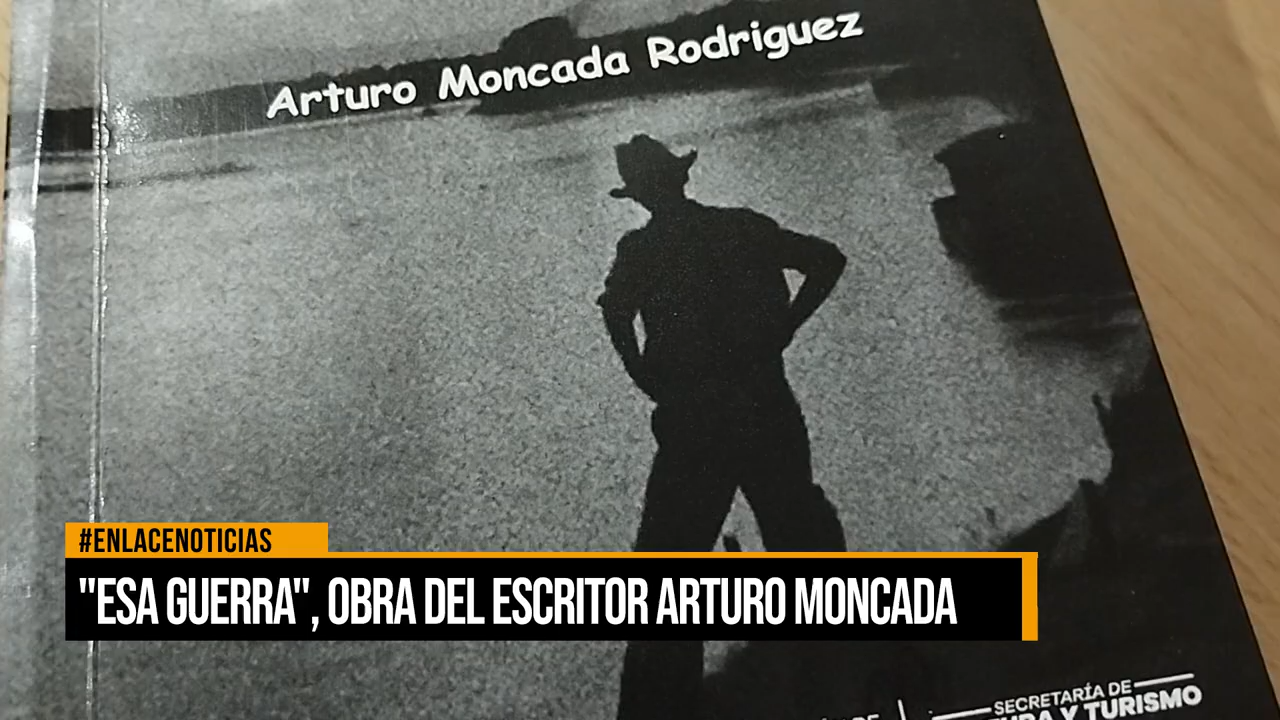 Arturo Moncada Rodriguez
#ENLACENOTICIAS
"ESA GUERRA", OBRA DEL ESCRITOR ARTURO MONCADA
SECRETARÍA DE
Y TURISMO